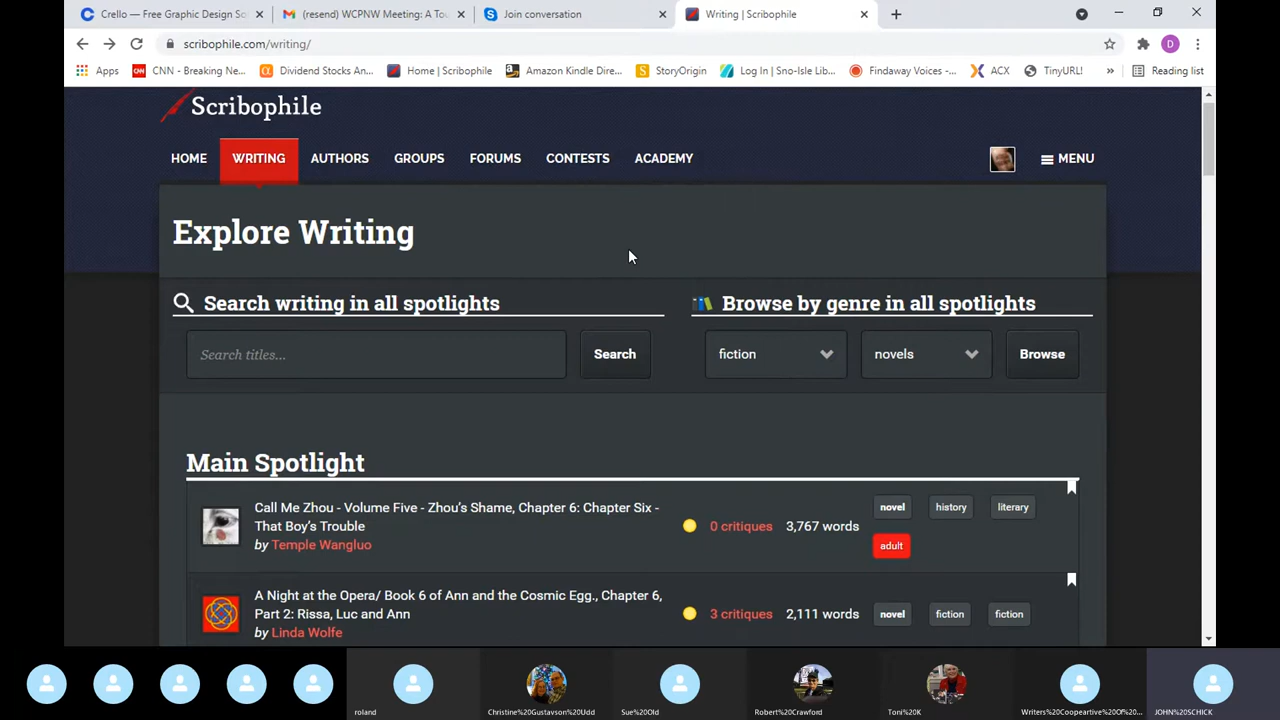 Crello — Free Graphic Design So
(resend) WCPNW Meeting: A Tou
Join conversation
Writing | Scribophile
scribophile.com/writing/
D
Apps
CNN - Breaking Ne...
Dividend Stocks An...
Home | Scribophile
Amazon Kindle Dire...
StoryOrigin
Log In | Sno-Isle Lib...
Findaway Voices -...
ACX
TinyURL!
»
Reading list
Scribophile
HOME
WRITING
AUTHORS
GROUPS
FORUMS
CONTESTS
ACADEMY
MENU
Explore Writing
Search writing in all spotlights
Browse by genre in all spotlights
Search titles...
Search
fiction
novels
Browse
Main Spotlight
Call Me Zhou - Volume Five - Zhou's Shame, Chapter 6: Chapter Six -
That Boy's Trouble
by Temple Wangluo
0 critiques
3,767 words
novel
history
literary
adult
A Night at the Opera/ Book 6 of Ann and the Cosmic Egg., Chapter 6,
Part 2: Rissa, Luc and Ann
by Linda Wolfe
3 critiques
2,111 words
novel
fiction
fiction
roland
Christine%20Gustavson%20Udd
Sue%20Old
Robert%20Crawford
Toni%20K
Writers%20Coopeartive%20Of%2...
JOHN%20SCHICK